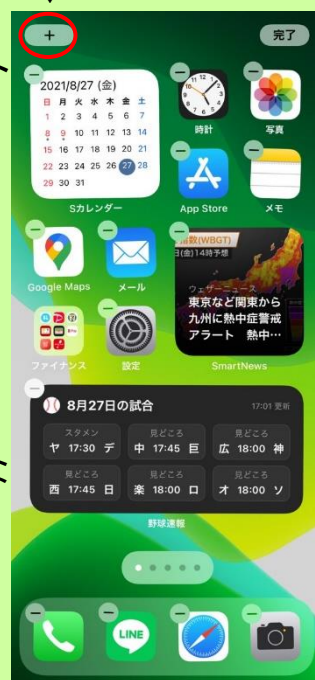 +
完了
2021/8/27 (金)
日 月 火 水 木 金 土
1 2 3 4 5 6 7
8 9 10 11 12 13 14
15 16 17 18 19 20 21
22 23 24 25 26 27 28
29 30 31
Sカレンダー
時計
写真
App Store
メモ
指数(WBGT)
日(金)14時予想
ウェザーニュース
東京など関東から
九州に熱中症警戒
アラート 熱中…
Google Maps
メール
ファイナンス
設定
SmartNews
8月27日の試合
17:01 更新
スタメン
ヤ 17:30 デ
見どころ
中 17:45 巨
見どころ
広 18:00 神
見どころ
西 17:45 日
見どころ
楽 18:00 ロ
見どころ
オ 18:00 ソ
野球速報
LINE